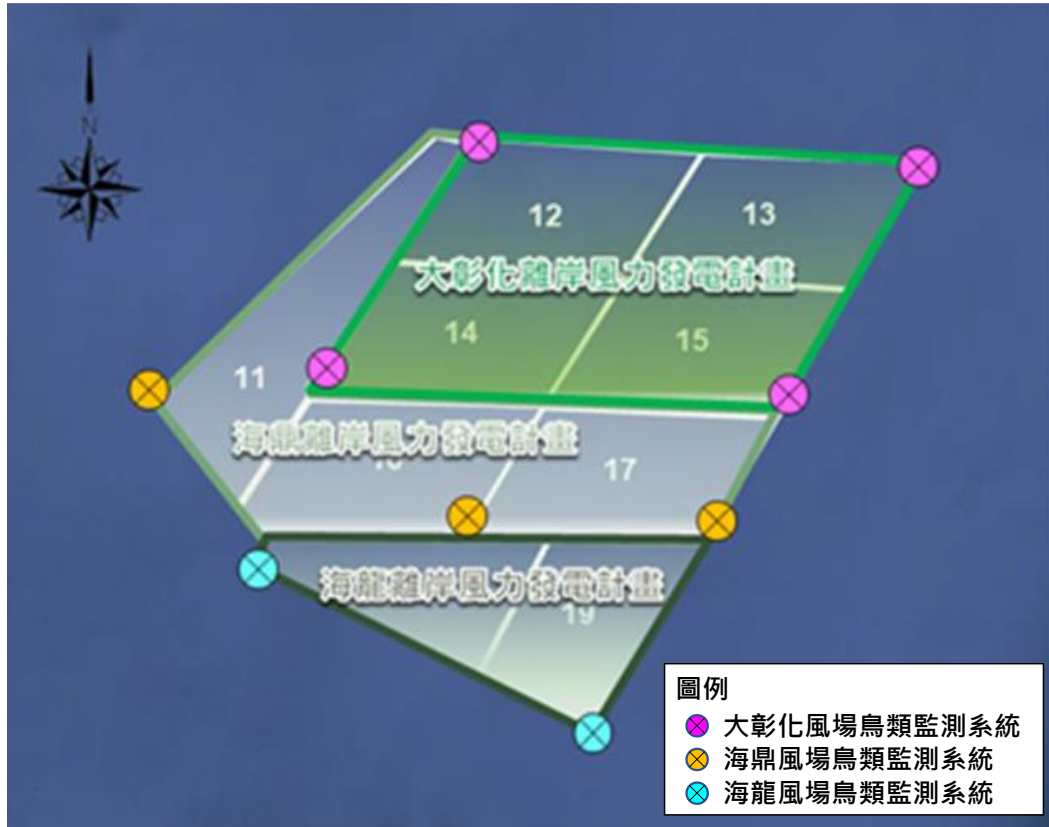 N
12
13
大彰化離岸風力發電計畫
14
15
11
海鼎離岸風力發電計畫
17
海龍離岸風力發電計畫
19
圖例
大彰化風場鳥類監測系統
海鼎風場鳥類監測系統
海龍風場鳥類監測系統